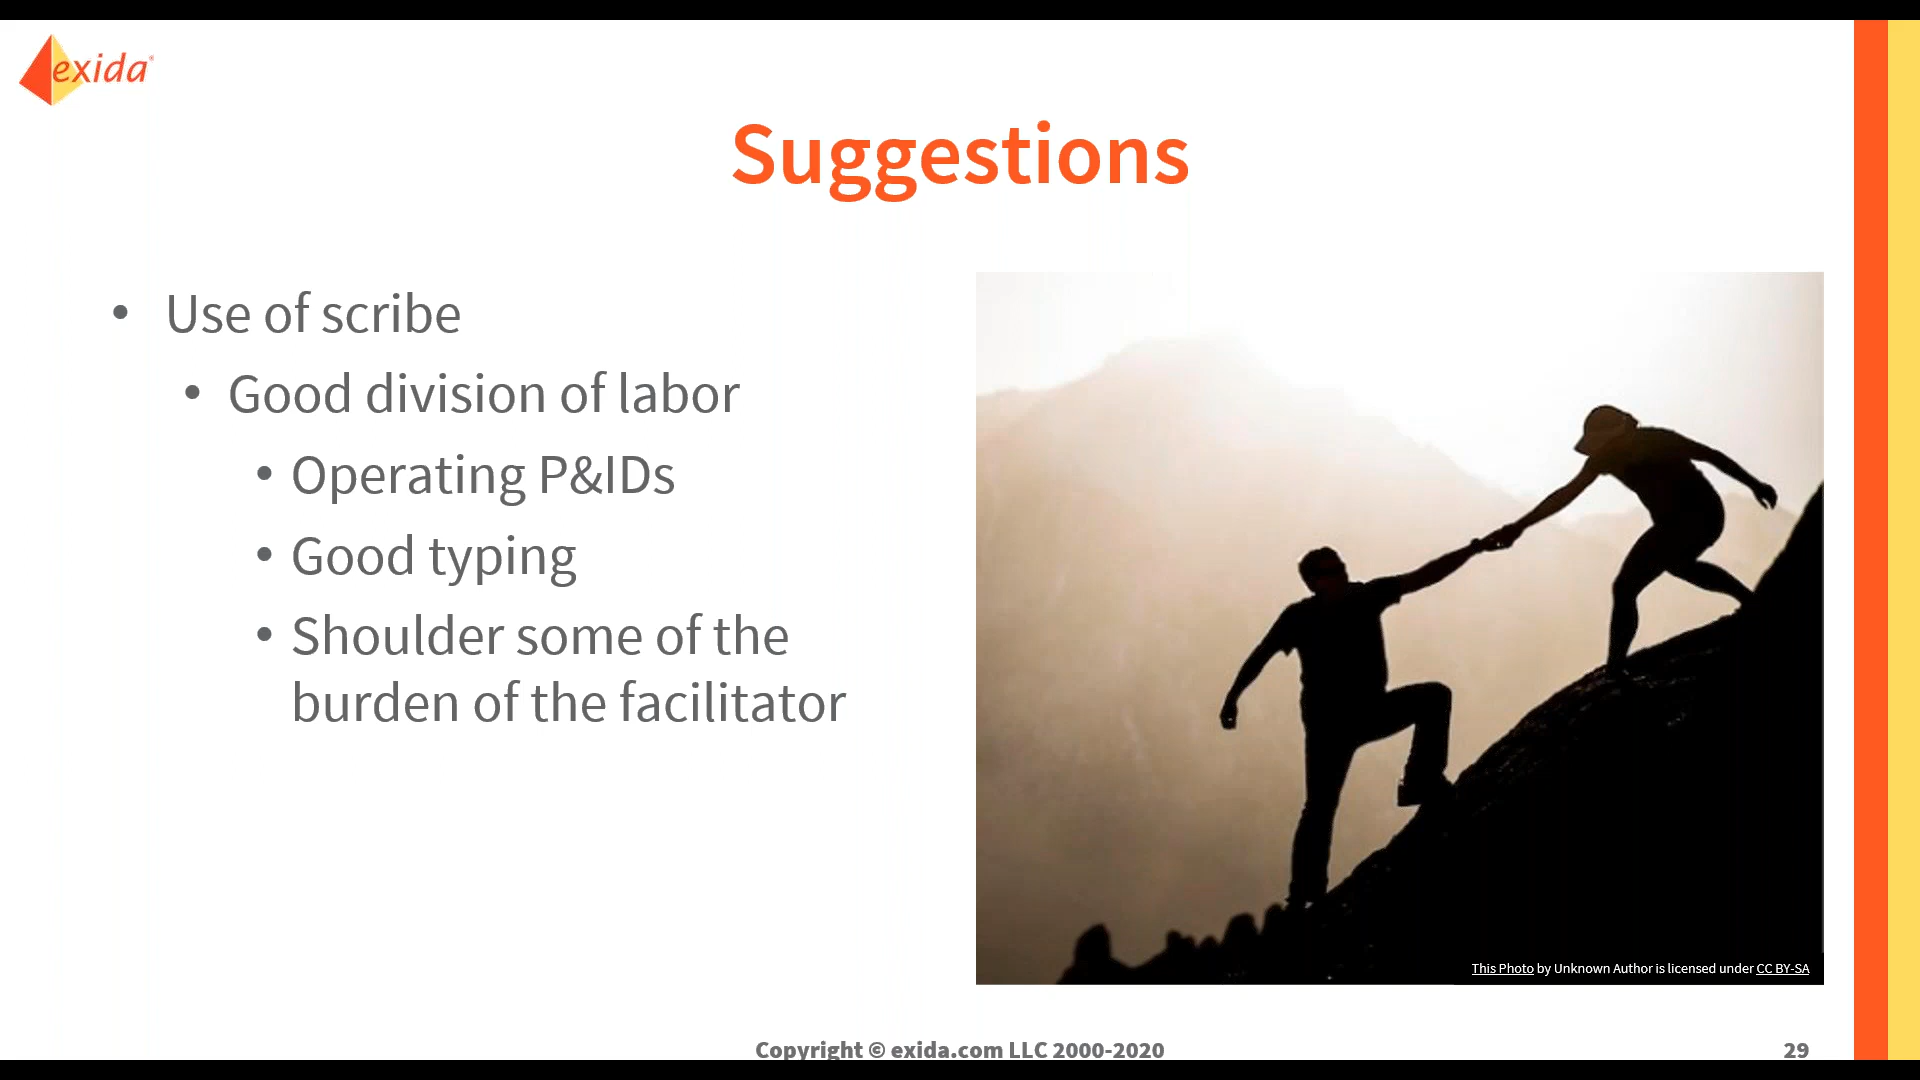 exida
Suggestions
• Use of scribe
• Good division of labor
• Operating P&IDs
• Good typing
• Shoulder some of the
burden of the facilitator
This Photo by Unknown Author is licensed under CC BY-SA
Copyright © exida.com LLC 2000-2020
29